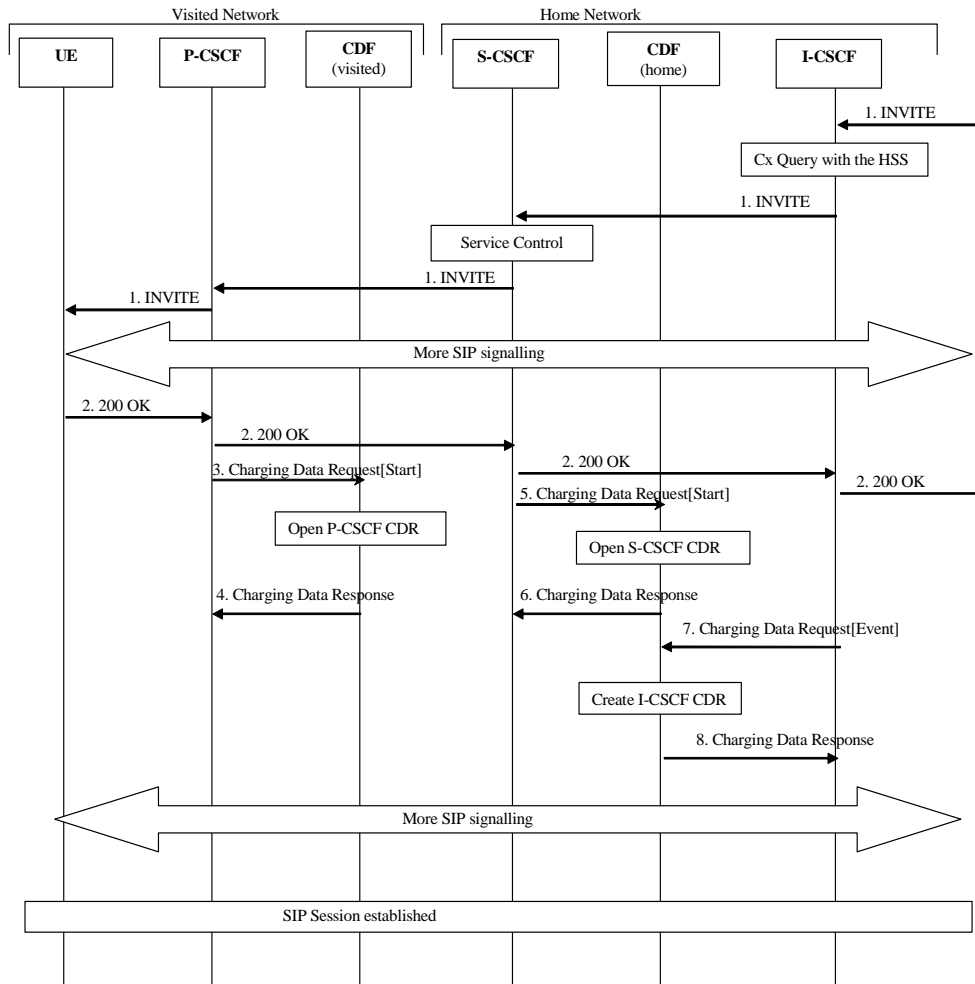 Visited Network
Home Network
UE
P-CSCF
CDF
(visited)
S-CSCF
CDF
(home)
I-CSCF
1. INVITE
Cx Query with the HSS
1. INVITE
Service Control
1. INVITE
1. INVITE
More SIP signalling
2. 200 OK
2. 200 OK
2. 200 OK
3. Charging Data Request[Start]
2. 200 OK
5. Charging Data Request[Start]
Open P-CSCF CDR
Open S-CSCF CDR
4. Charging Data Response
6. Charging Data Response
7. Charging Data Request[Event]
Create I-CSCF CDR
8. Charging Data Response
More SIP signalling
SIP Session established